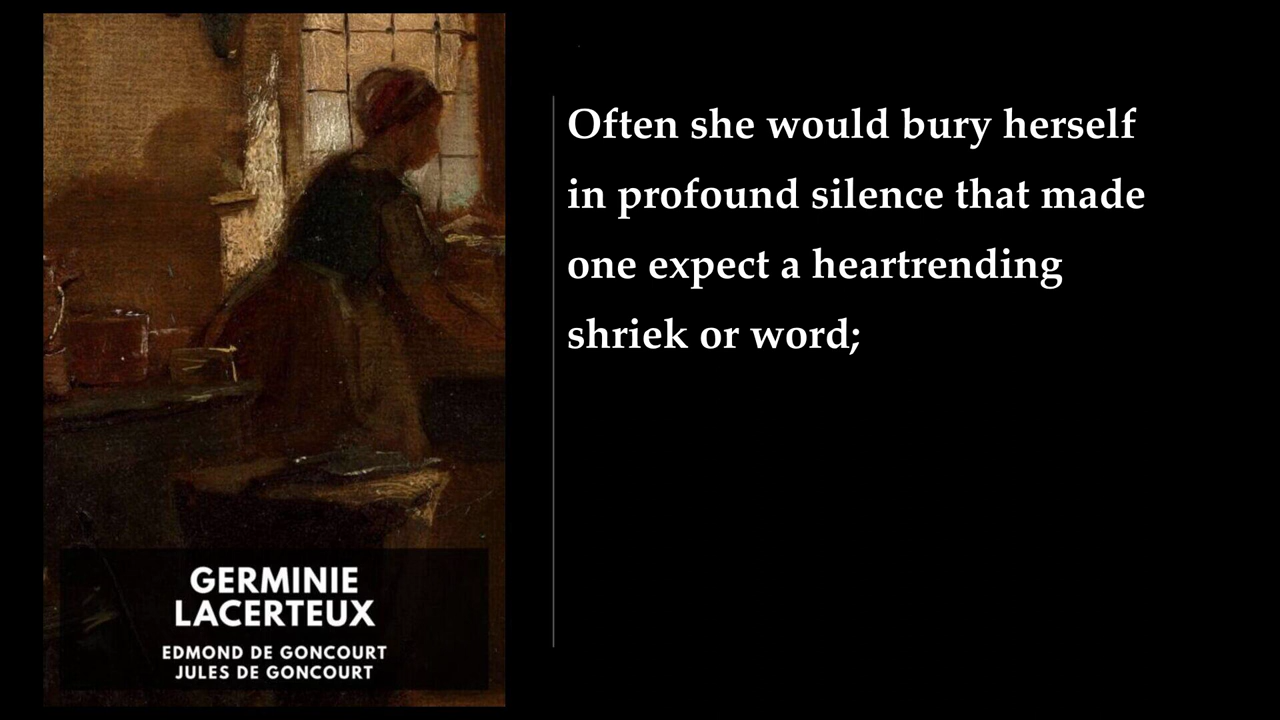 Often she would bury herself
in profound silence that made
one expect a heartrending
shriek or word;
GERMINIE
LACERTEUX
EDMOND DE GONCOURT
JULES DE GONCOURT